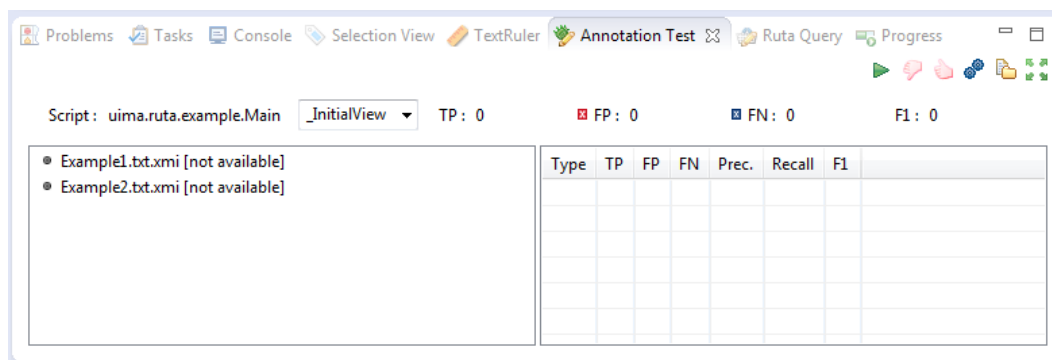 Problems Tasks Console Selection View TextRuler Annotation Test Ruta Query Progress
Script : uima.ruta.example.Main _InitialView TP : 0 FP : 0 FN : 0 F1 : 0
Example1.txt.xmi [not available]
Example2.txt.xmi [not available]
Type TP FP FN Prec. Recall F1